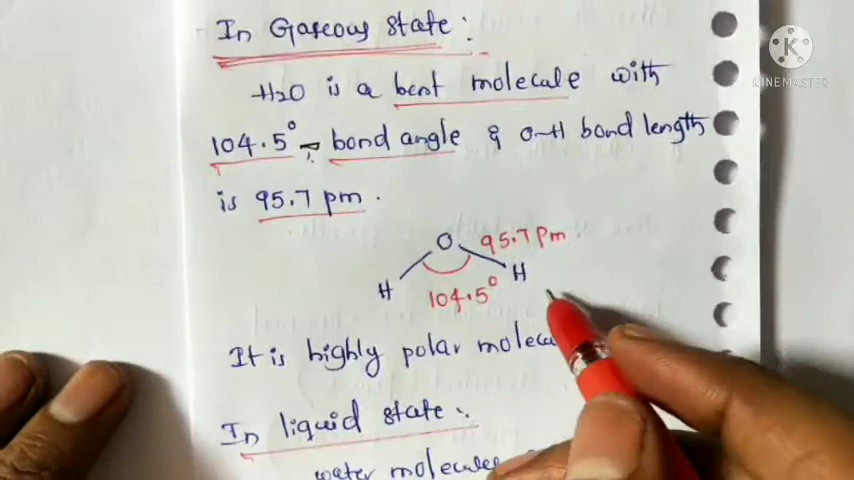 In Gaseous state:
H2O is a bent molecule with
104.5° bond angle & O-H bond length
is 95.7 pm.
O
95.7 pm.
H
H
104.5°
It is highly polar
In liquid state:
water molecules
K
KINEMASTER